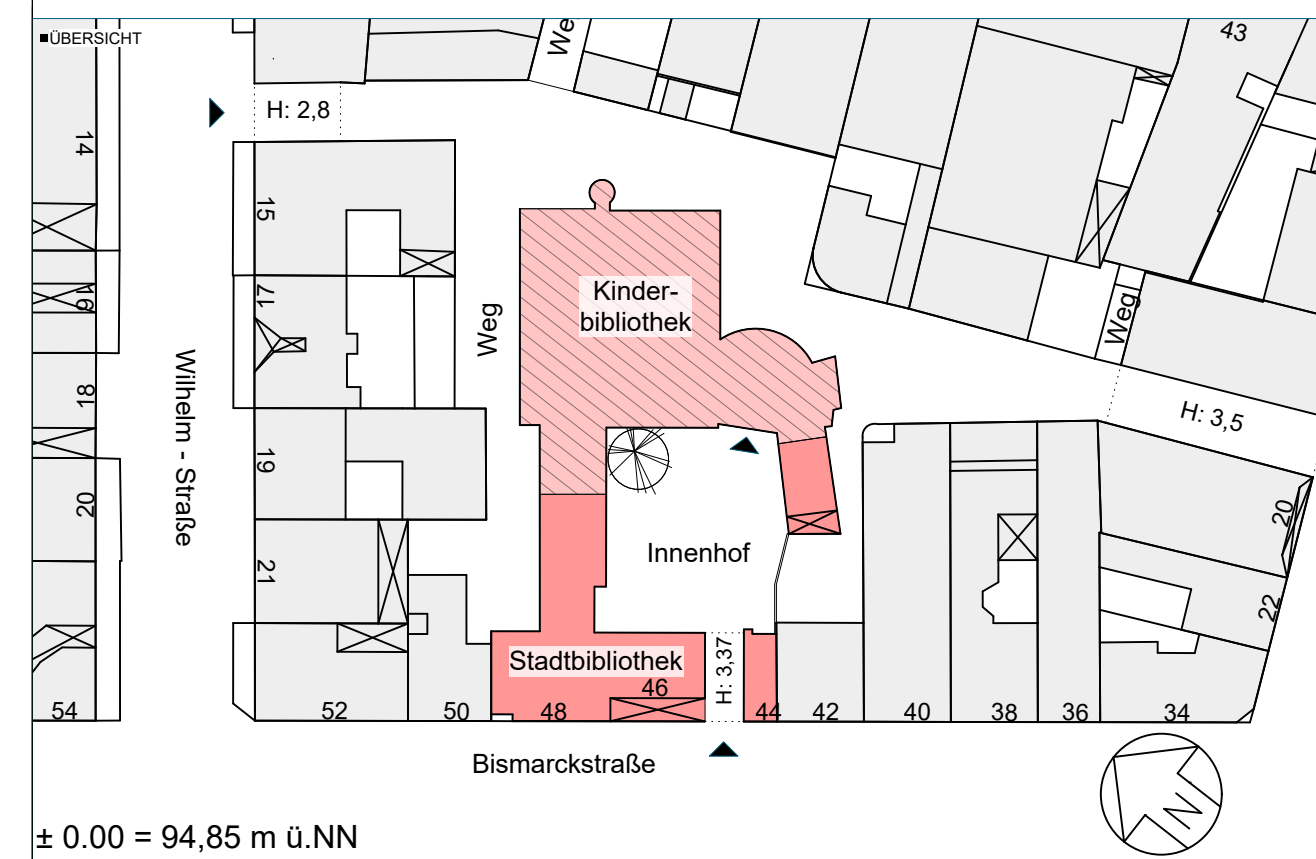 ÜBERSICHT
Weg
43
H: 2,8
14
15
Kinder-
bibliothek
17
16
Weg
Weg
Wilhelm - Straße
18
H: 3,5
19
20
20
Innenhof
21
22
Stadtbibliothek
H: 3,37
46
54
52
50
48
44
42
40
38
36
34
Bismarckstraße
N
± 0.00 = 94,85 m ü.NN